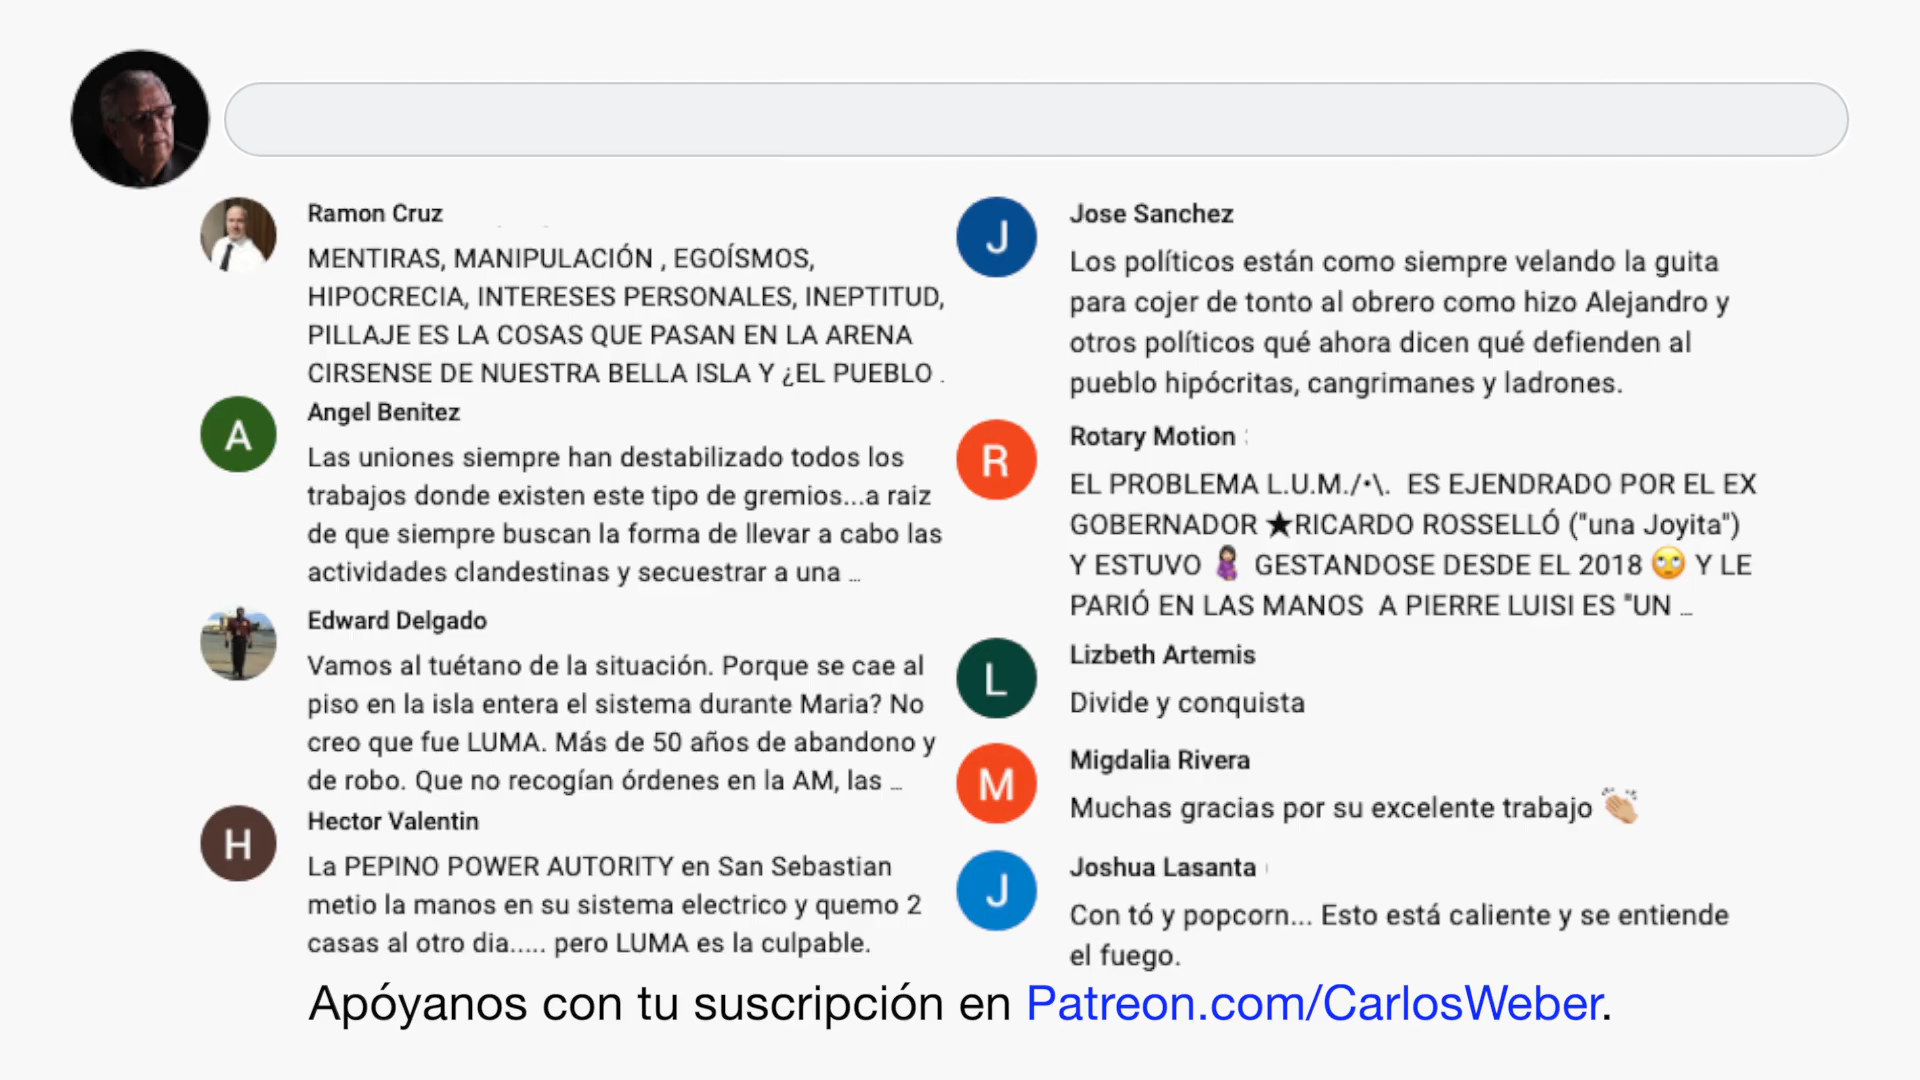 Ramon Cruz
MENTIRAS, MANIPULACIÓN , EGOÍSMOS,
HIPOCRECIA, INTERESES PERSONALES, INEPTITUD,
PILLAJE ES LA COSAS QUE PASAN EN LA ARENA
CIRSENSE DE NUESTRA BELLA ISLA Y ¿EL PUEBLO .
A
Angel Benitez
Las uniones siempre han destabilizado todos los
trabajos donde existen este tipo de gremios...a raiz
de que siempre buscan la forma de llevar a cabo las
actividades clandestinas y secuestrar a una ...
Edward Delgado
Vamos al tuétano de la situación. Porque se cae al
piso en la isla entera el sistema durante Maria? No
creo que fue LUMA. Más de 50 años de abandono y
de robo. Que no recogían órdenes en la AM, las ...
H
Hector Valentin
La PEPINO POWER AUTORITY en San Sebastian
metio la manos en su sistema electrico y quemo 2
casas al otro dia..... pero LUMA es la culpable.
J
Jose Sanchez
Los políticos están como siempre velando la guita
para cojer de tonto al obrero como hizo Alejandro y
otros políticos qué ahora dicen qué defienden al
pueblo hipócritas, cangrimanes y ladrones.
R
Rotary Motion
EL PROBLEMA L.U.M./•\. ES EJENDRADO POR EL EX
GOBERNADOR ★RICARDO ROSSELLÓ ("una Joyita")
Y ESTUVO 🤰 GESTANDOSE DESDE EL 2018 🙄 Y LE
PARIÓ EN LAS MANOS A PIERRE LUISI ES "UN ...
L
Lizbeth Artemis
Divide y conquista
M
Migdalia Rivera
Muchas gracias por su excelente trabajo 👏🏼
J
Joshua Lasanta
Con tó y popcorn... Esto está caliente y se entiende
el fuego.
Apóyanos con tu suscripción en Patreon.com/CarlosWeber.